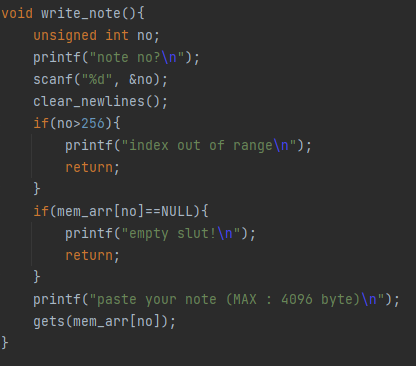 void write_note(){
    unsigned int no;
    printf("note no?\n");
    scanf("%d", &no);
    clear_newlines();
    if(no>256){
        printf("index out of range\n");
        return;
    }
    if(mem_arr[no]==NULL){
        printf("empty slut!\n");
        return;
    }
    printf("paste your note (MAX : 4096 byte)\n");
    gets(mem_arr[no]);
}